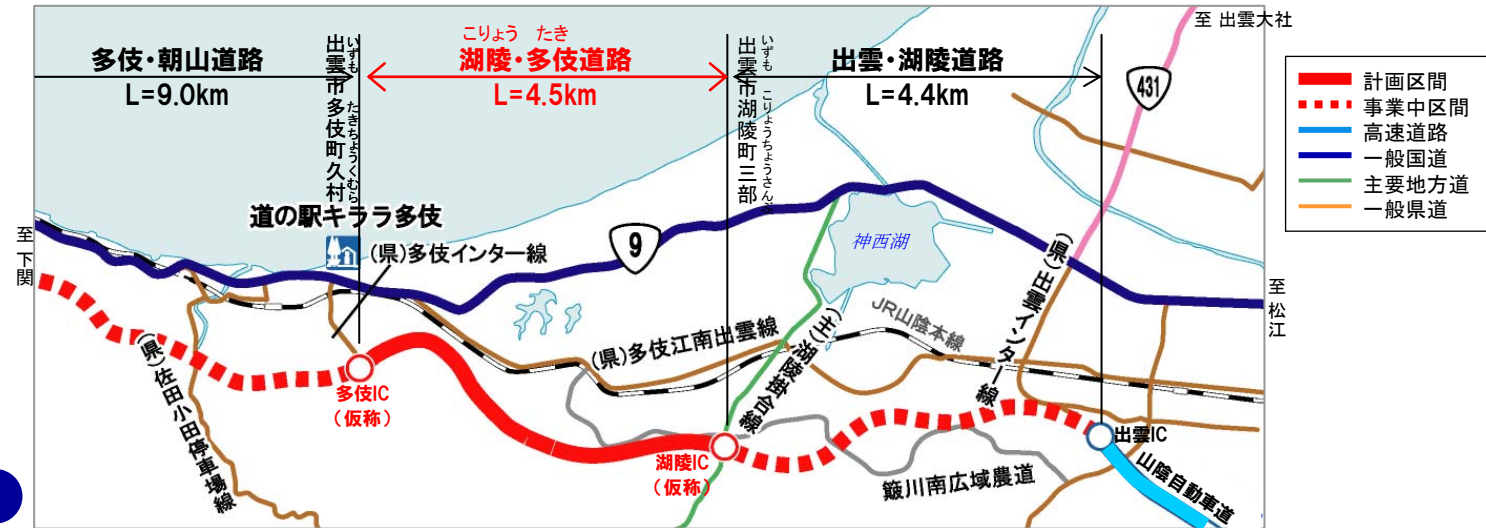 至 出雲大社
多伎・朝山道路
L=9.0km
出雲市多伎町久村
いずも たきちょうくむら
こりょう たき
湖陵・多伎道路
L=4.5km
出雲市湖陵町三部
いずも こりょうちょうさんぶ
出雲・湖陵道路
L=4.4km
431
計画区間
事業中区間
高速道路
一般国道
主要地方道
一般県道
道の駅キララ多伎
(県)多伎インター線
9
神西湖
至 下関
至 松江
(県)出雲インター線
JR山陰本線
(県)多伎江南出雲線
(主)湖陵掛合線
(県)佐田小田停車場線
多伎IC
(仮称)
湖陵IC
(仮称)
出雲IC
簸川南広域農道
山陰自動車道